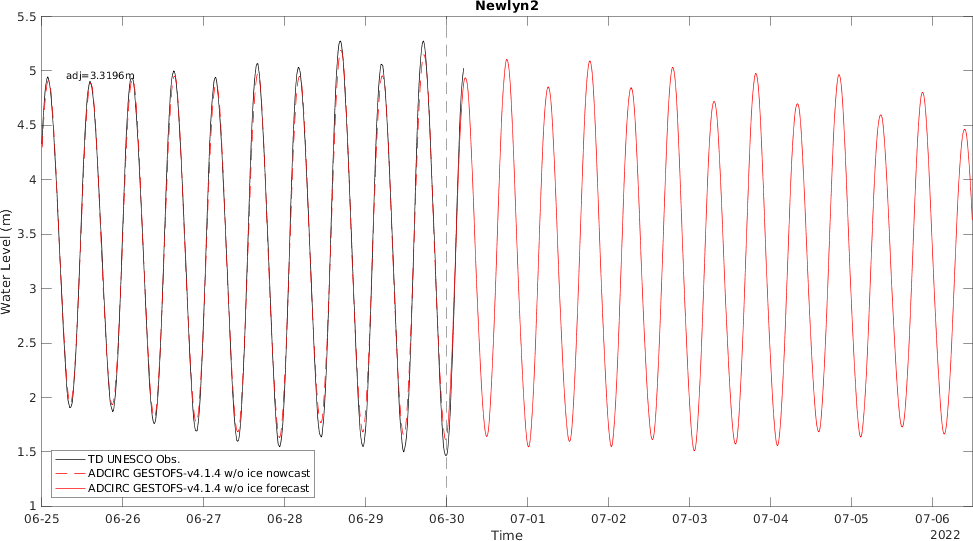 Newlyn2
5.5
5
4.5
4
3.5
3
2.5
2
1.5
1
Water Level (m)
adj=3.3196m
TD UNESCO Obs.
ADCIRC GESTOFS-v4.1.4 w/o ice nowcast
ADCIRC GESTOFS-v4.1.4 w/o ice forecast
06-25 06-26 06-27 06-28 06-29 06-30 07-01 07-02 07-03 07-04 07-05 07-06
Time
2022